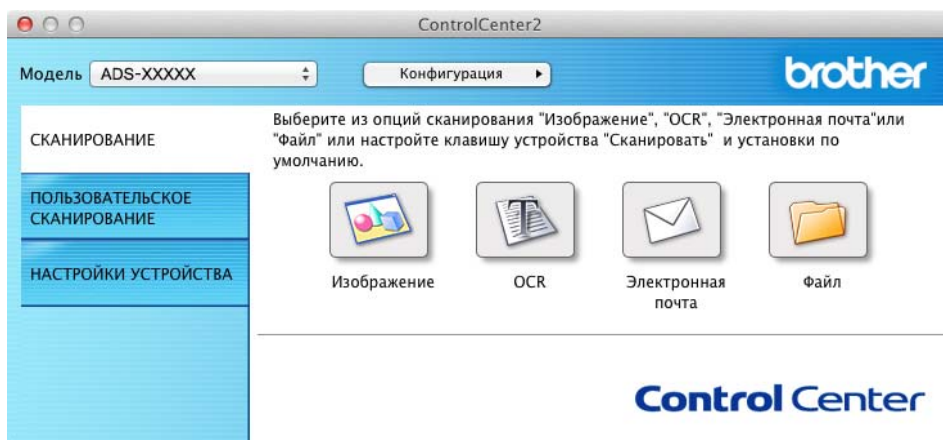 ControlCenter2
Модель ADS-XXXXX Конфигурация brother
СКАНИРОВАНИЕ
ПОЛЬЗОВАТЕЛЬСКОЕ
СКАНИРОВАНИЕ
НАСТРОЙКИ УСТРОЙСТВА
Выберите из опций сканирования "Изображение", "OCR", "Электронная почта"или
"Файл" или настройте клавишу устройства "Сканировать" и установки по
умолчанию.
Изображение
OCR
Электронная
почта
Файл
Control Center